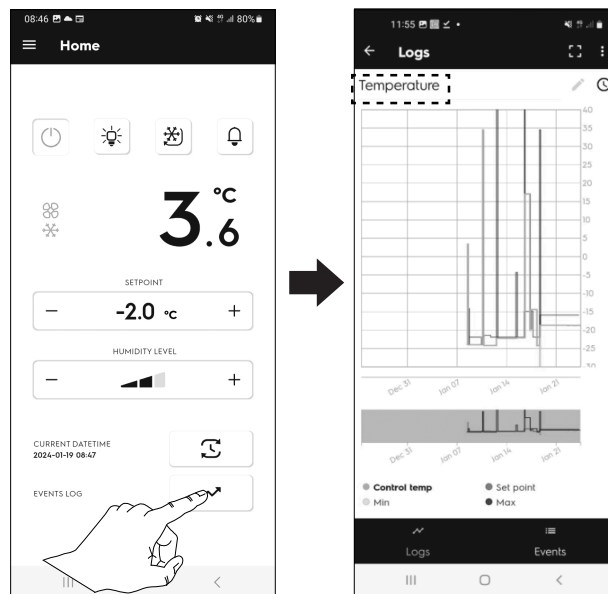 08:46 80%
Home
3.6 °C
SETPOINT
− -2.0 °C +
HUMIDITY LEVEL
− +
CURRENT DATETIME
2024-01-19 08:47
EVENTS LOG
11:55
Logs
Temperature
40
35
30
25
20
15
10
5
0
-5
-10
-15
-20
-25
-30
Dec 31 Jan 07 Jan 14 Jan 21
Dec 31 Jan 07 Jan 14 Jan 21
Control temp Set point
Min Max
Logs Events